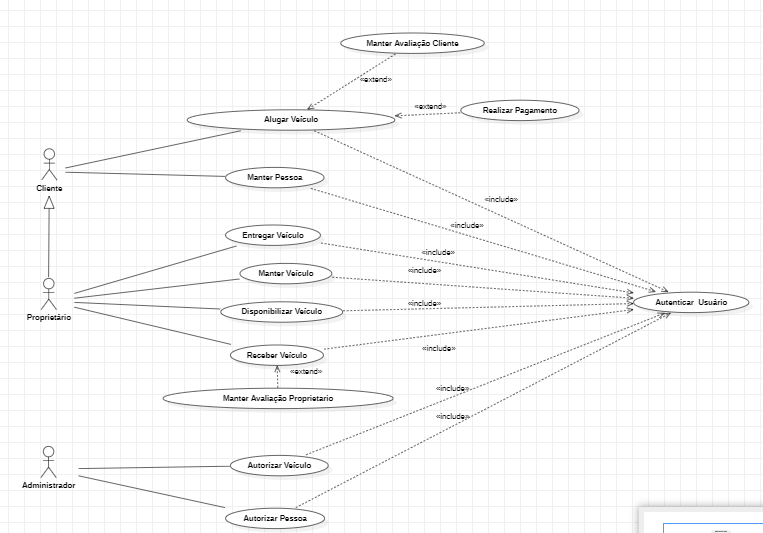 Manter Avaliação Cliente
«extend»
«extend»
Realizar Pagamento
Alugar Veículo
Cliente
Manter Pessoa
«include»
«include»
Entregar Veículo
«include»
Manter Veículo
«include»
Proprietário
Disponibilizar Veículo
«include»
Autenticar Usuário
Receber Veículo
«include»
«extend»
Manter Avaliação Proprietario
«include»
«include»
Autorizar Veículo
Administrador
Autorizar Pessoa